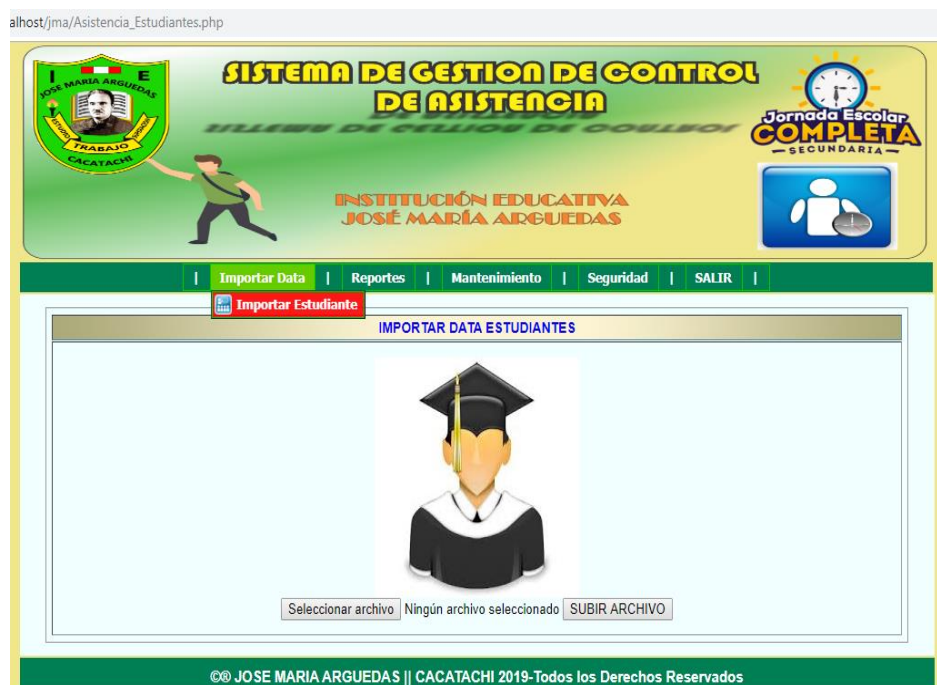 alhost/jma/Asistencia_Estudiantes.php
SISTEMA DE GESTION DE CONTROL
DE ASISTENCIA
I E
JOSE MARIA ARGUEDAS
ESTUDIO TRABAJO
CACATACHI
Jornada Escolar
COMPLETA
SECUNDARIA
INSTITUCIÓN EDUCATIVA
JOSÉ MARÍA ARGUEDAS
| Importar Data | Reportes | Mantenimiento | Seguridad | SALIR |
Importar Estudiante
IMPORTAR DATA ESTUDIANTES
Seleccionar archivo Ningún archivo seleccionado SUBIR ARCHIVO
©® JOSE MARIA ARGUEDAS || CACATACHI 2019-Todos los Derechos Reservados